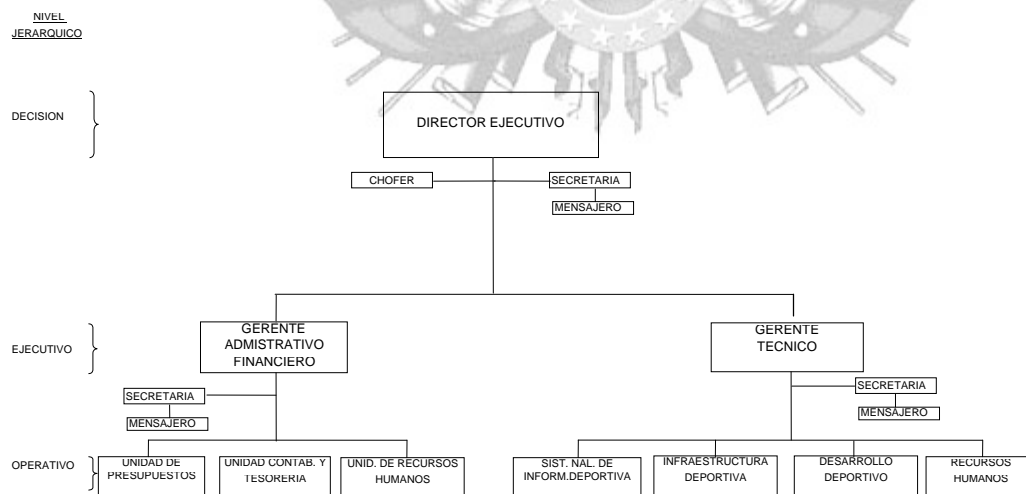 NIVEL
JERARQUICO
DECISION
DIRECTOR EJECUTIVO
CHOFER
SECRETARIA
MENSAJERO
EJECUTIVO
GERENTE
ADMISTRATIVO
FINANCIERO
GERENTE
TECNICO
SECRETARIA
MENSAJERO
SECRETARIA
MENSAJERO
OPERATIVO
UNIDAD DE
PRESUPUESTOS
UNIDAD CONTAB. Y
TESORERIA
UNID. DE RECURSOS
HUMANOS
SIST. NAL. DE
INFORM.DEPORTIVA
INFRAESTRUCTURA
DEPORTIVA
DESARROLLO
DEPORTIVO
RECURSOS
HUMANOS